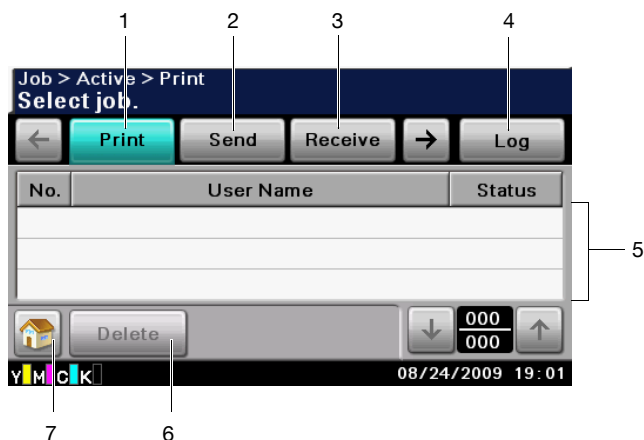 1 2 3 4
Job > Active > Print
Select job.
← Print Send Receive → Log
No. User Name Status
5
Delete ↓ 000 ↑
000
Y M C K 08/24/2009 19:01
7 6